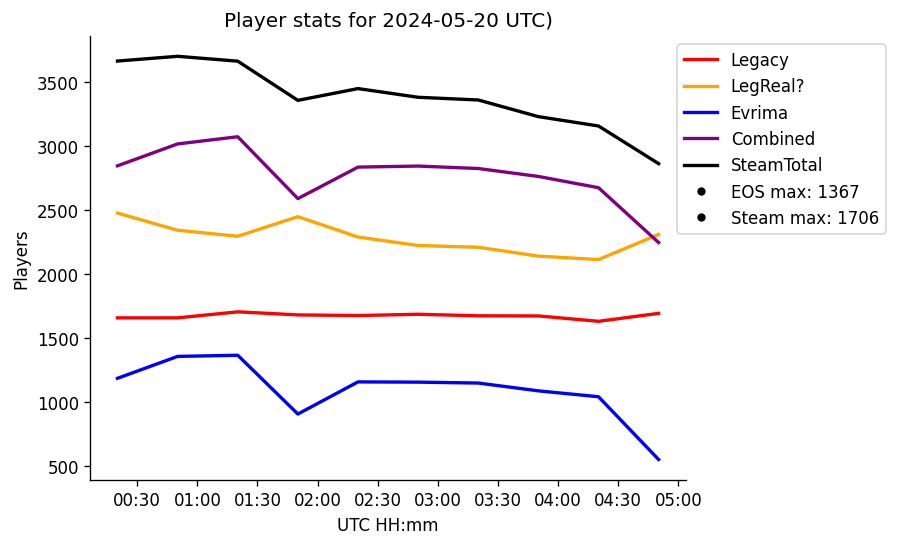 Player stats for 2024-05-20 UTC)
Legacy
LegReal?
Evrima
Combined
SteamTotal
EOS max: 1367
Steam max: 1706
Players
3500
3000
2500
2000
1500
1000
500
00:30 01:00 01:30 02:00 02:30 03:00 03:30 04:00 04:30 05:00
UTC HH:mm